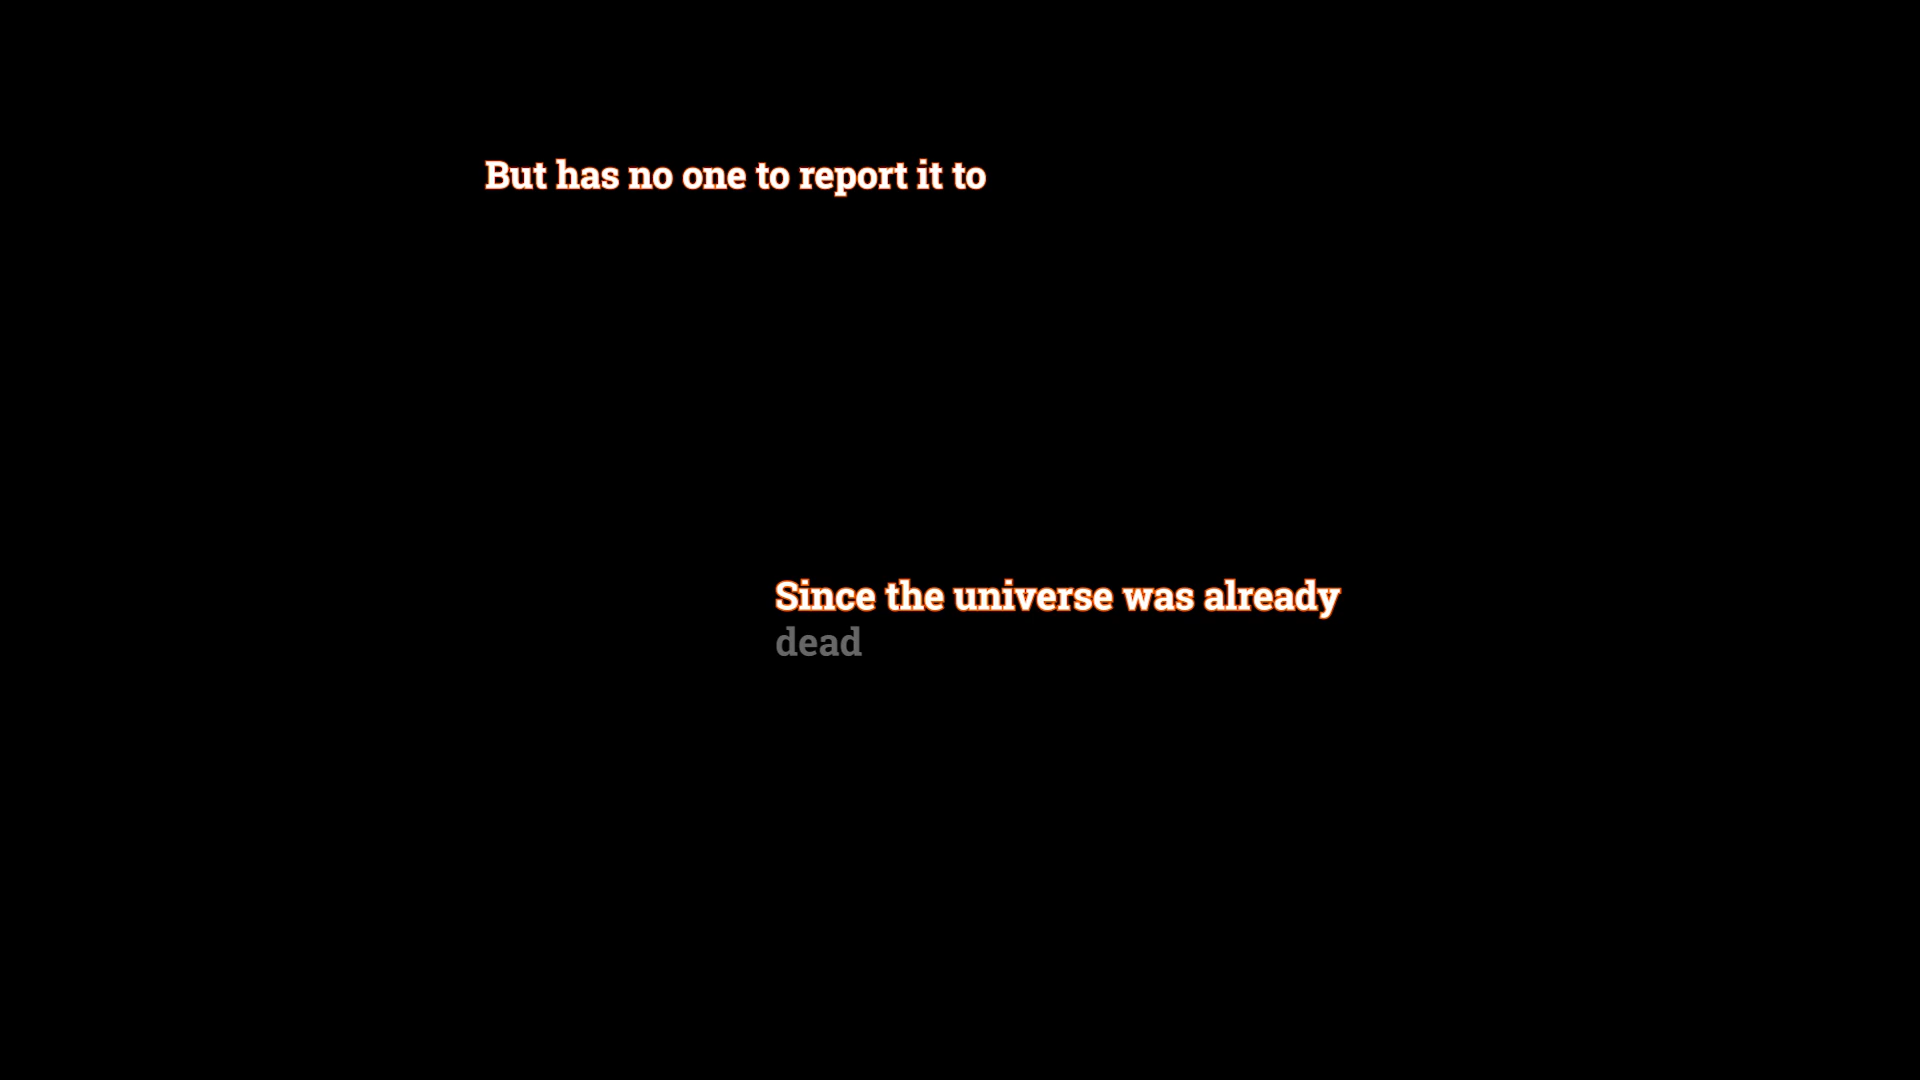 But has no one to report it to
Since the universe was already
dead